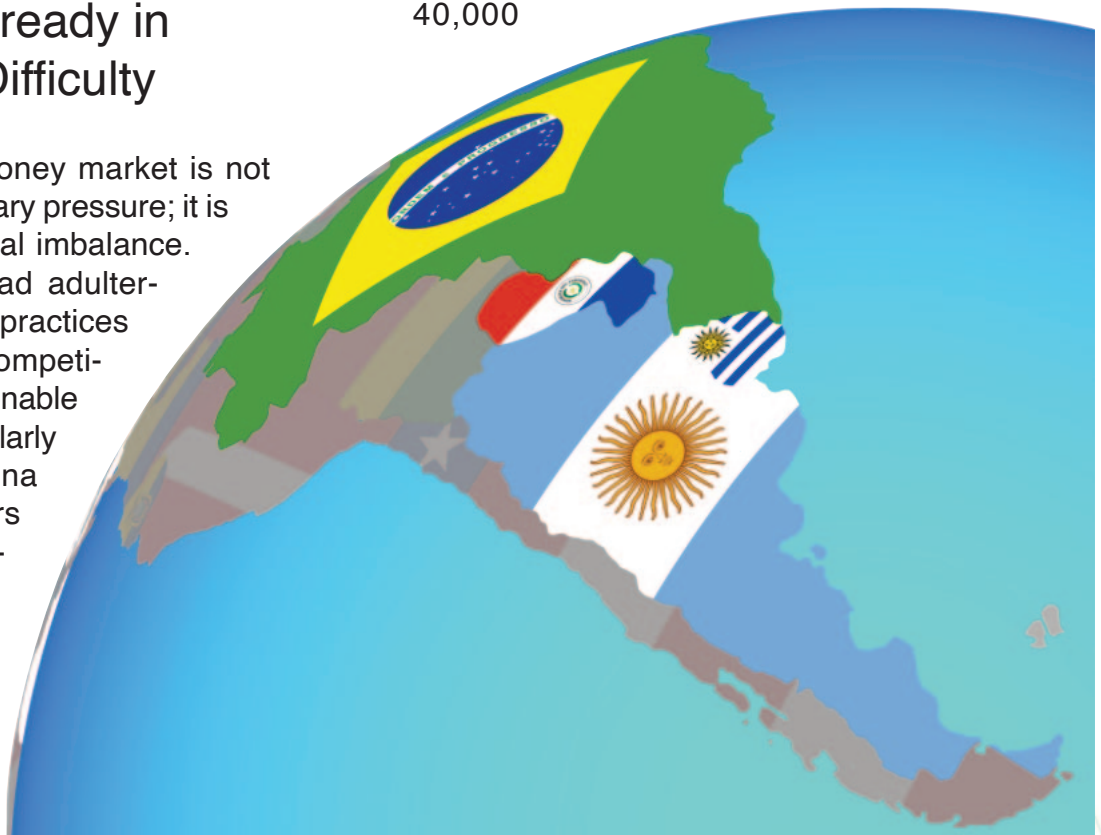 ready in
Difficulty
40,000
oney market is not
ary pressure; it is
al imbalance.
ad adulter-
practices
ompeti-
nable
larly
na
rs
-